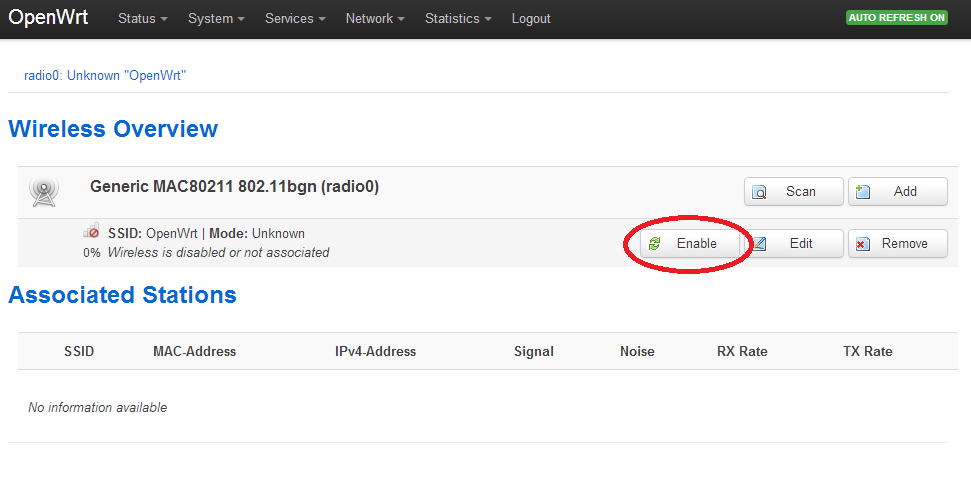 OpenWrt Status System Services Network Statistics Logout AUTO REFRESH ON
radio0: Unknown "OpenWrt"
Wireless Overview
Generic MAC80211 802.11bgn (radio0) Scan Add
SSID: OpenWrt | Mode: Unknown
0% Wireless is disabled or not associated
Enable Edit Remove
Associated Stations
SSID MAC-Address IPv4-Address Signal Noise RX Rate TX Rate
No information available